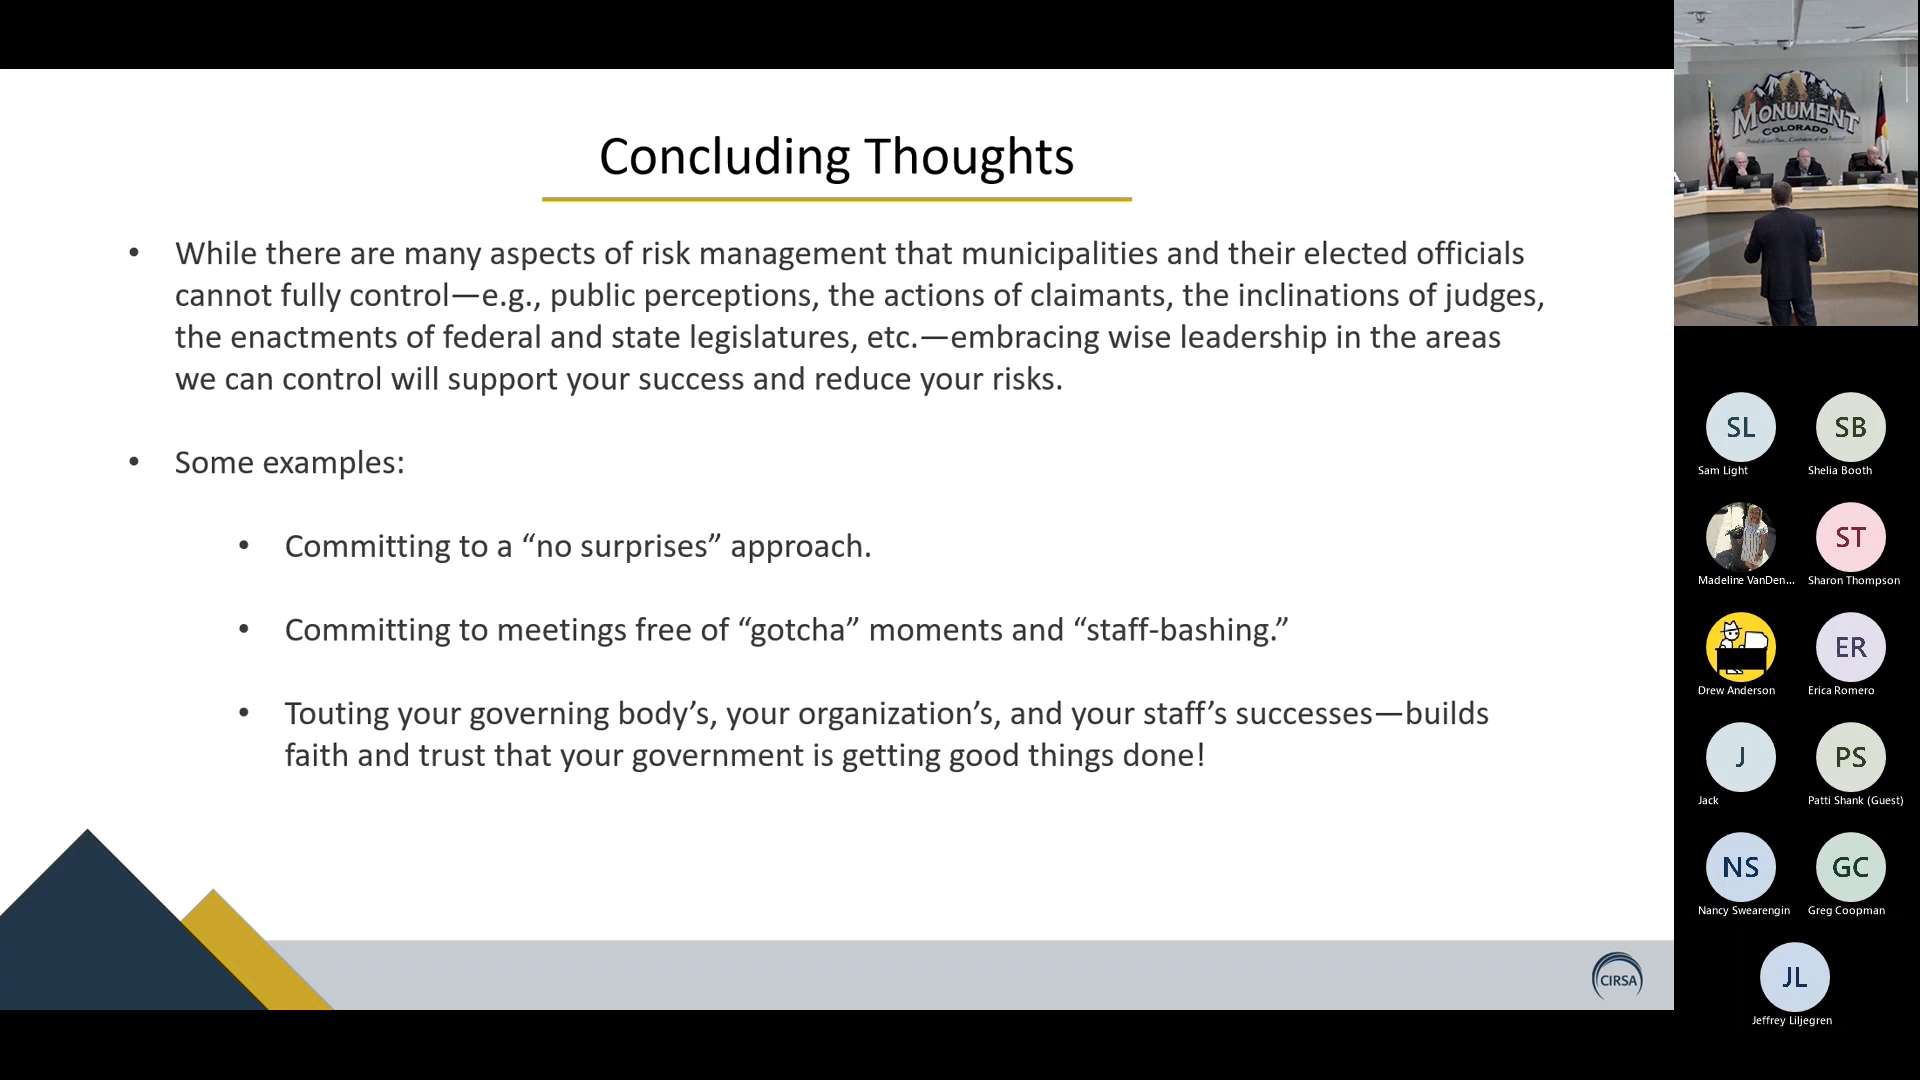 Concluding Thoughts
• While there are many aspects of risk management that municipalities and their elected officials
cannot fully control—e.g., public perceptions, the actions of claimants, the inclinations of judges,
the enactments of federal and state legislatures, etc.—embracing wise leadership in the areas
we can control will support your success and reduce your risks.
• Some examples:
• Committing to a “no surprises” approach.
• Committing to meetings free of “gotcha” moments and “staff-bashing.”
• Touting your governing body’s, your organization’s, and your staff’s successes—builds
faith and trust that your government is getting good things done!
CIRSA
MONUMENT
COLORADO
SL
Sam Light
SB
Shelia Booth
Madeline VanDen...
ST
Sharon Thompson
Drew Anderson
ER
Erica Romero
J
Jack
PS
Patti Shank (Guest)
NS
Nancy Swearengin
GC
Greg Coopman
JL
Jeffrey Liljegren